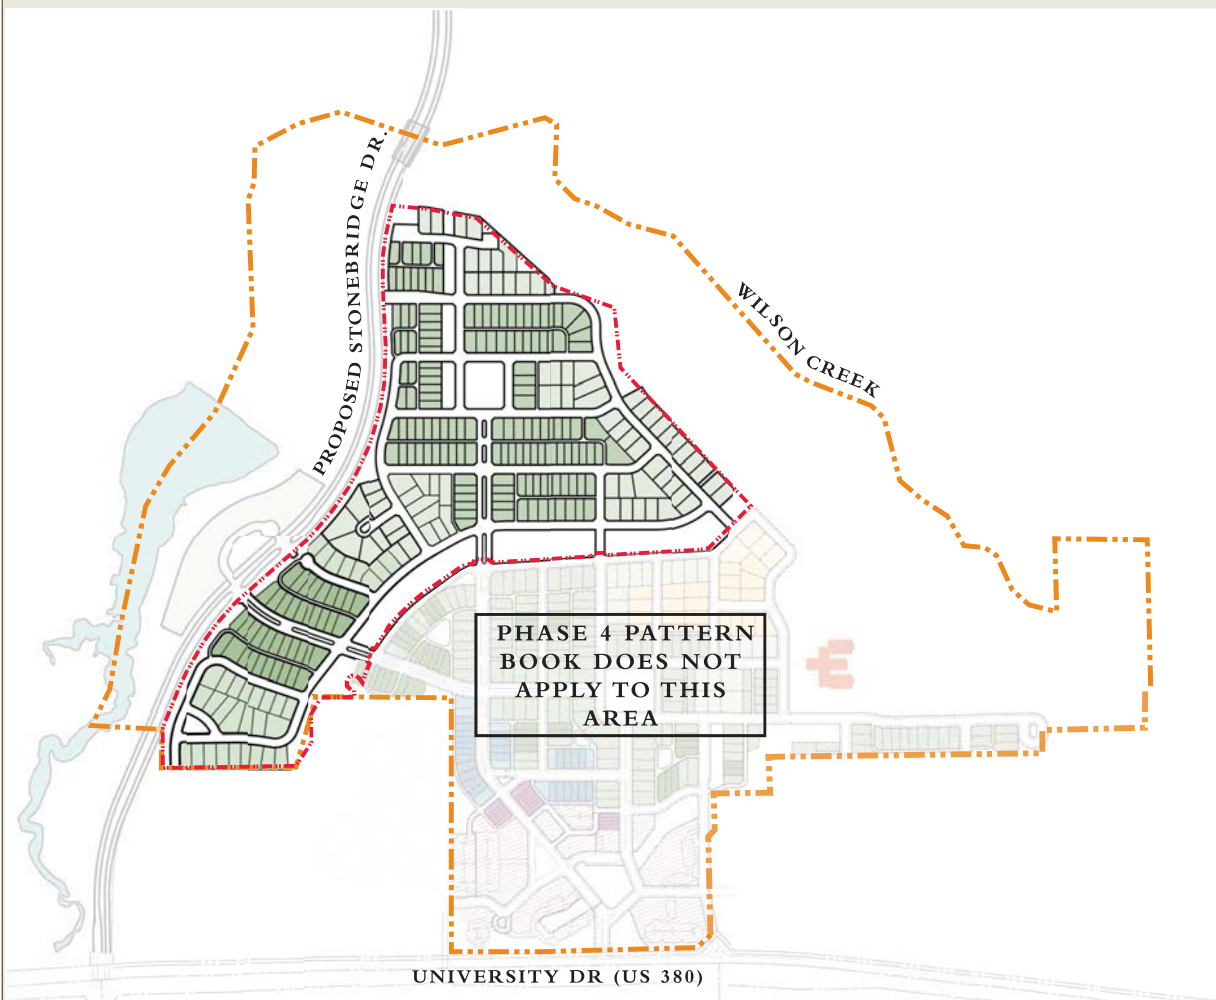 PROPOSED STONEBRIDGE DR.
WILSON CREEK
PHASE 4 PATTERN
BOOK DOES NOT
APPLY TO THIS
AREA
UNIVERSITY DR (US 380)